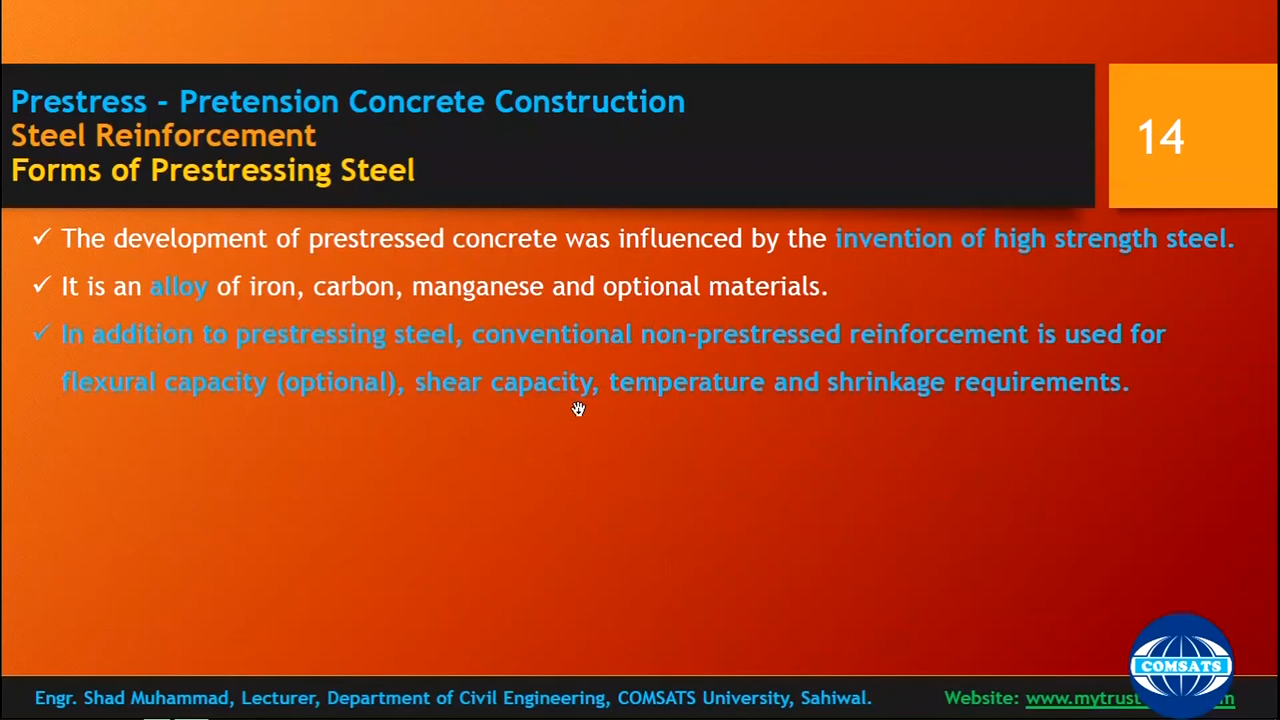 Prestress - Pretension Concrete Construction
Steel Reinforcement
Forms of Prestressing Steel
14
✓ The development of prestressed concrete was influenced by the invention of high strength steel.
✓ It is an alloy of iron, carbon, manganese and optional materials.
✓ In addition to prestressing steel, conventional non-prestressed reinforcement is used for
flexural capacity (optional), shear capacity, temperature and shrinkage requirements.
COMSATS
Engr. Shad Muhammad, Lecturer, Department of Civil Engineering, COMSATS University, Sahiwal.
Website: